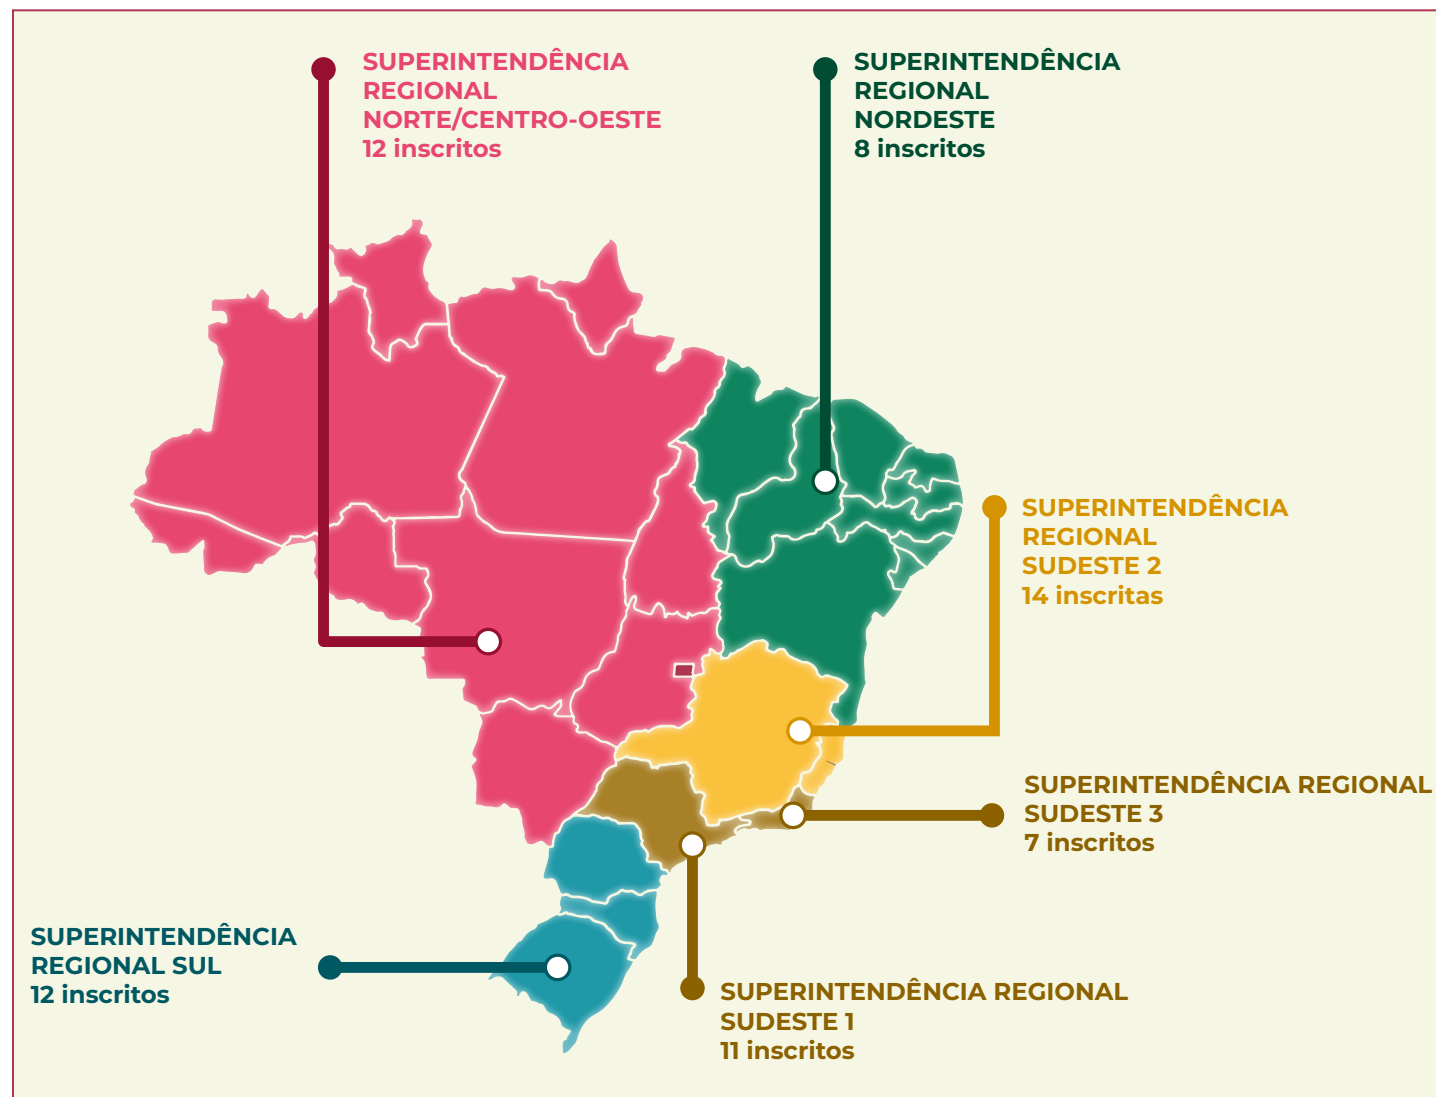 SUPERINTENDÊNCIA
REGIONAL
NORTE/CENTRO-OESTE
12 inscritos
SUPERINTENDÊNCIA
REGIONAL
NORDESTE
8 inscritos
SUPERINTENDÊNCIA
REGIONAL
SUDESTE 2
14 inscritas
SUPERINTENDÊNCIA REGIONAL
SUDESTE 3
7 inscritos
SUPERINTENDÊNCIA
REGIONAL SUL
12 inscritos
SUPERINTENDÊNCIA REGIONAL
SUDESTE 1
11 inscritos